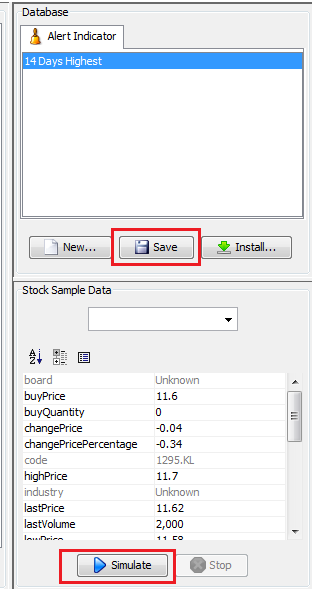 Database
Alert Indicator
14 Days Highest
New... Save Install...
Stock Sample Data
board Unknown
buyPrice 11.6
buyQuantity 0
changePrice -0.04
changePricePercentage -0.34
code 1295.KL
highPrice 11.7
industry Unknown
lastPrice 11.62
lastVolume 2,000
lowPrice 11.58
Simulate Stop